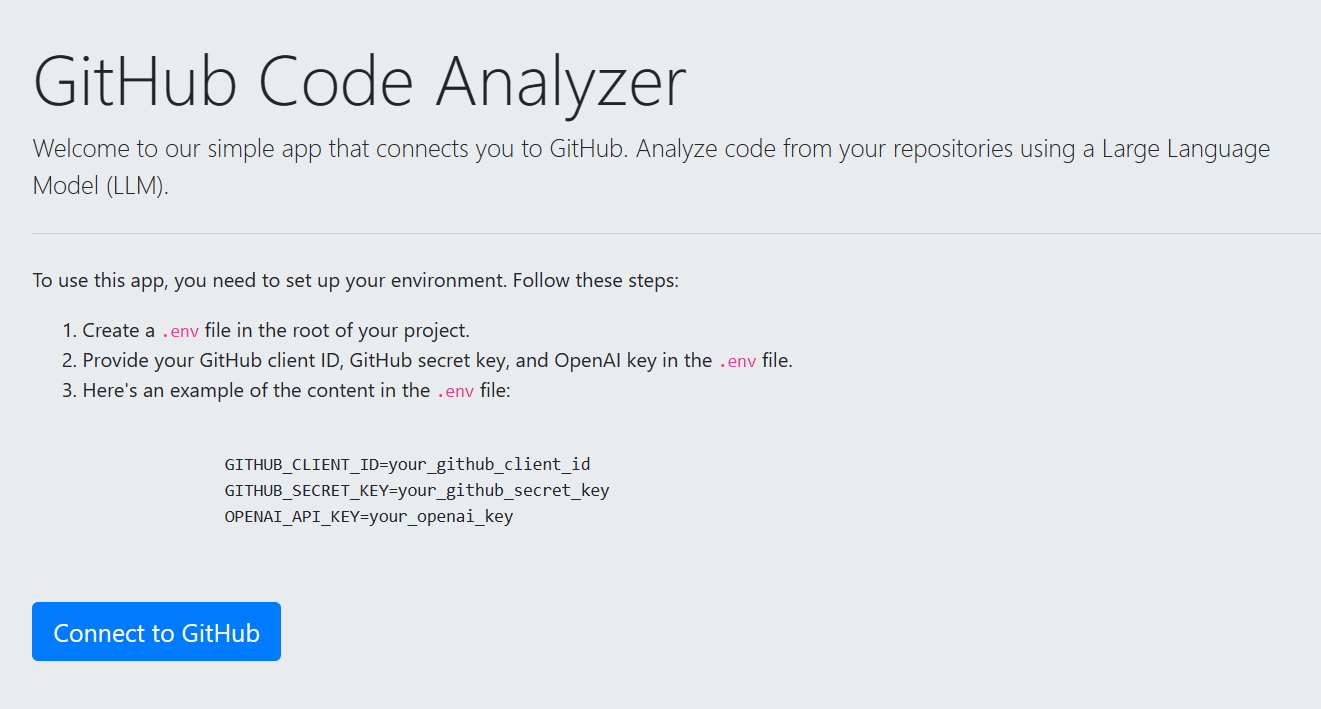 GitHub Code Analyzer
Welcome to our simple app that connects you to GitHub. Analyze code from your repositories using a Large Language
Model (LLM).
To use this app, you need to set up your environment. Follow these steps:
1. Create a .env file in the root of your project.
2. Provide your GitHub client ID, GitHub secret key, and OpenAI key in the .env file.
3. Here's an example of the content in the .env file:
GITHUB_CLIENT_ID=your_github_client_id
GITHUB_SECRET_KEY=your_github_secret_key
OPENAI_API_KEY=your_openai_key
Connect to GitHub